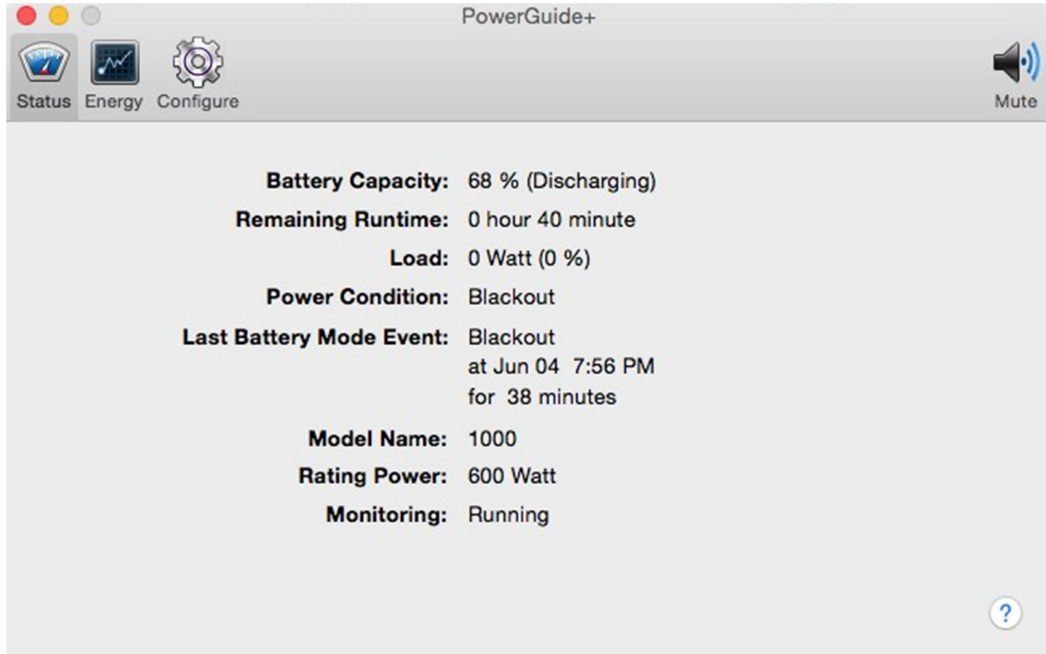 PowerGuide+
Status Energy Configure
Mute
Battery Capacity: 68 % (Discharging)
Remaining Runtime: 0 hour 40 minute
Load: 0 Watt (0 %)
Power Condition: Blackout
Last Battery Mode Event: Blackout
at Jun 04 7:56 PM
for 38 minutes
Model Name: 1000
Rating Power: 600 Watt
Monitoring: Running
?